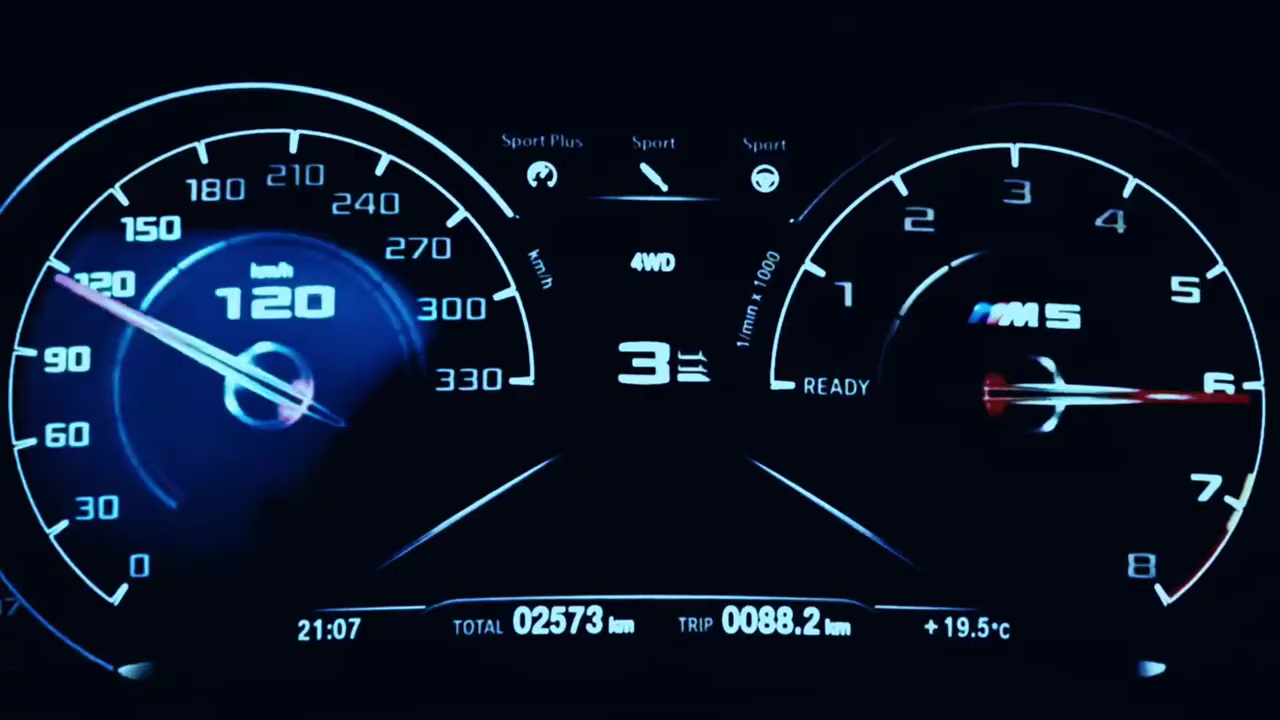 Sport Plus
Sport
Sport
km/h
120
0
30
60
90
120
150
180
210
240
270
300
330
km/h
4WD
3
1/min x 1000
READY
1
2
3
4
5
6
7
8
M5
21:07
TOTAL 02573 km
TRIP 0088.2 km
+19.5°C